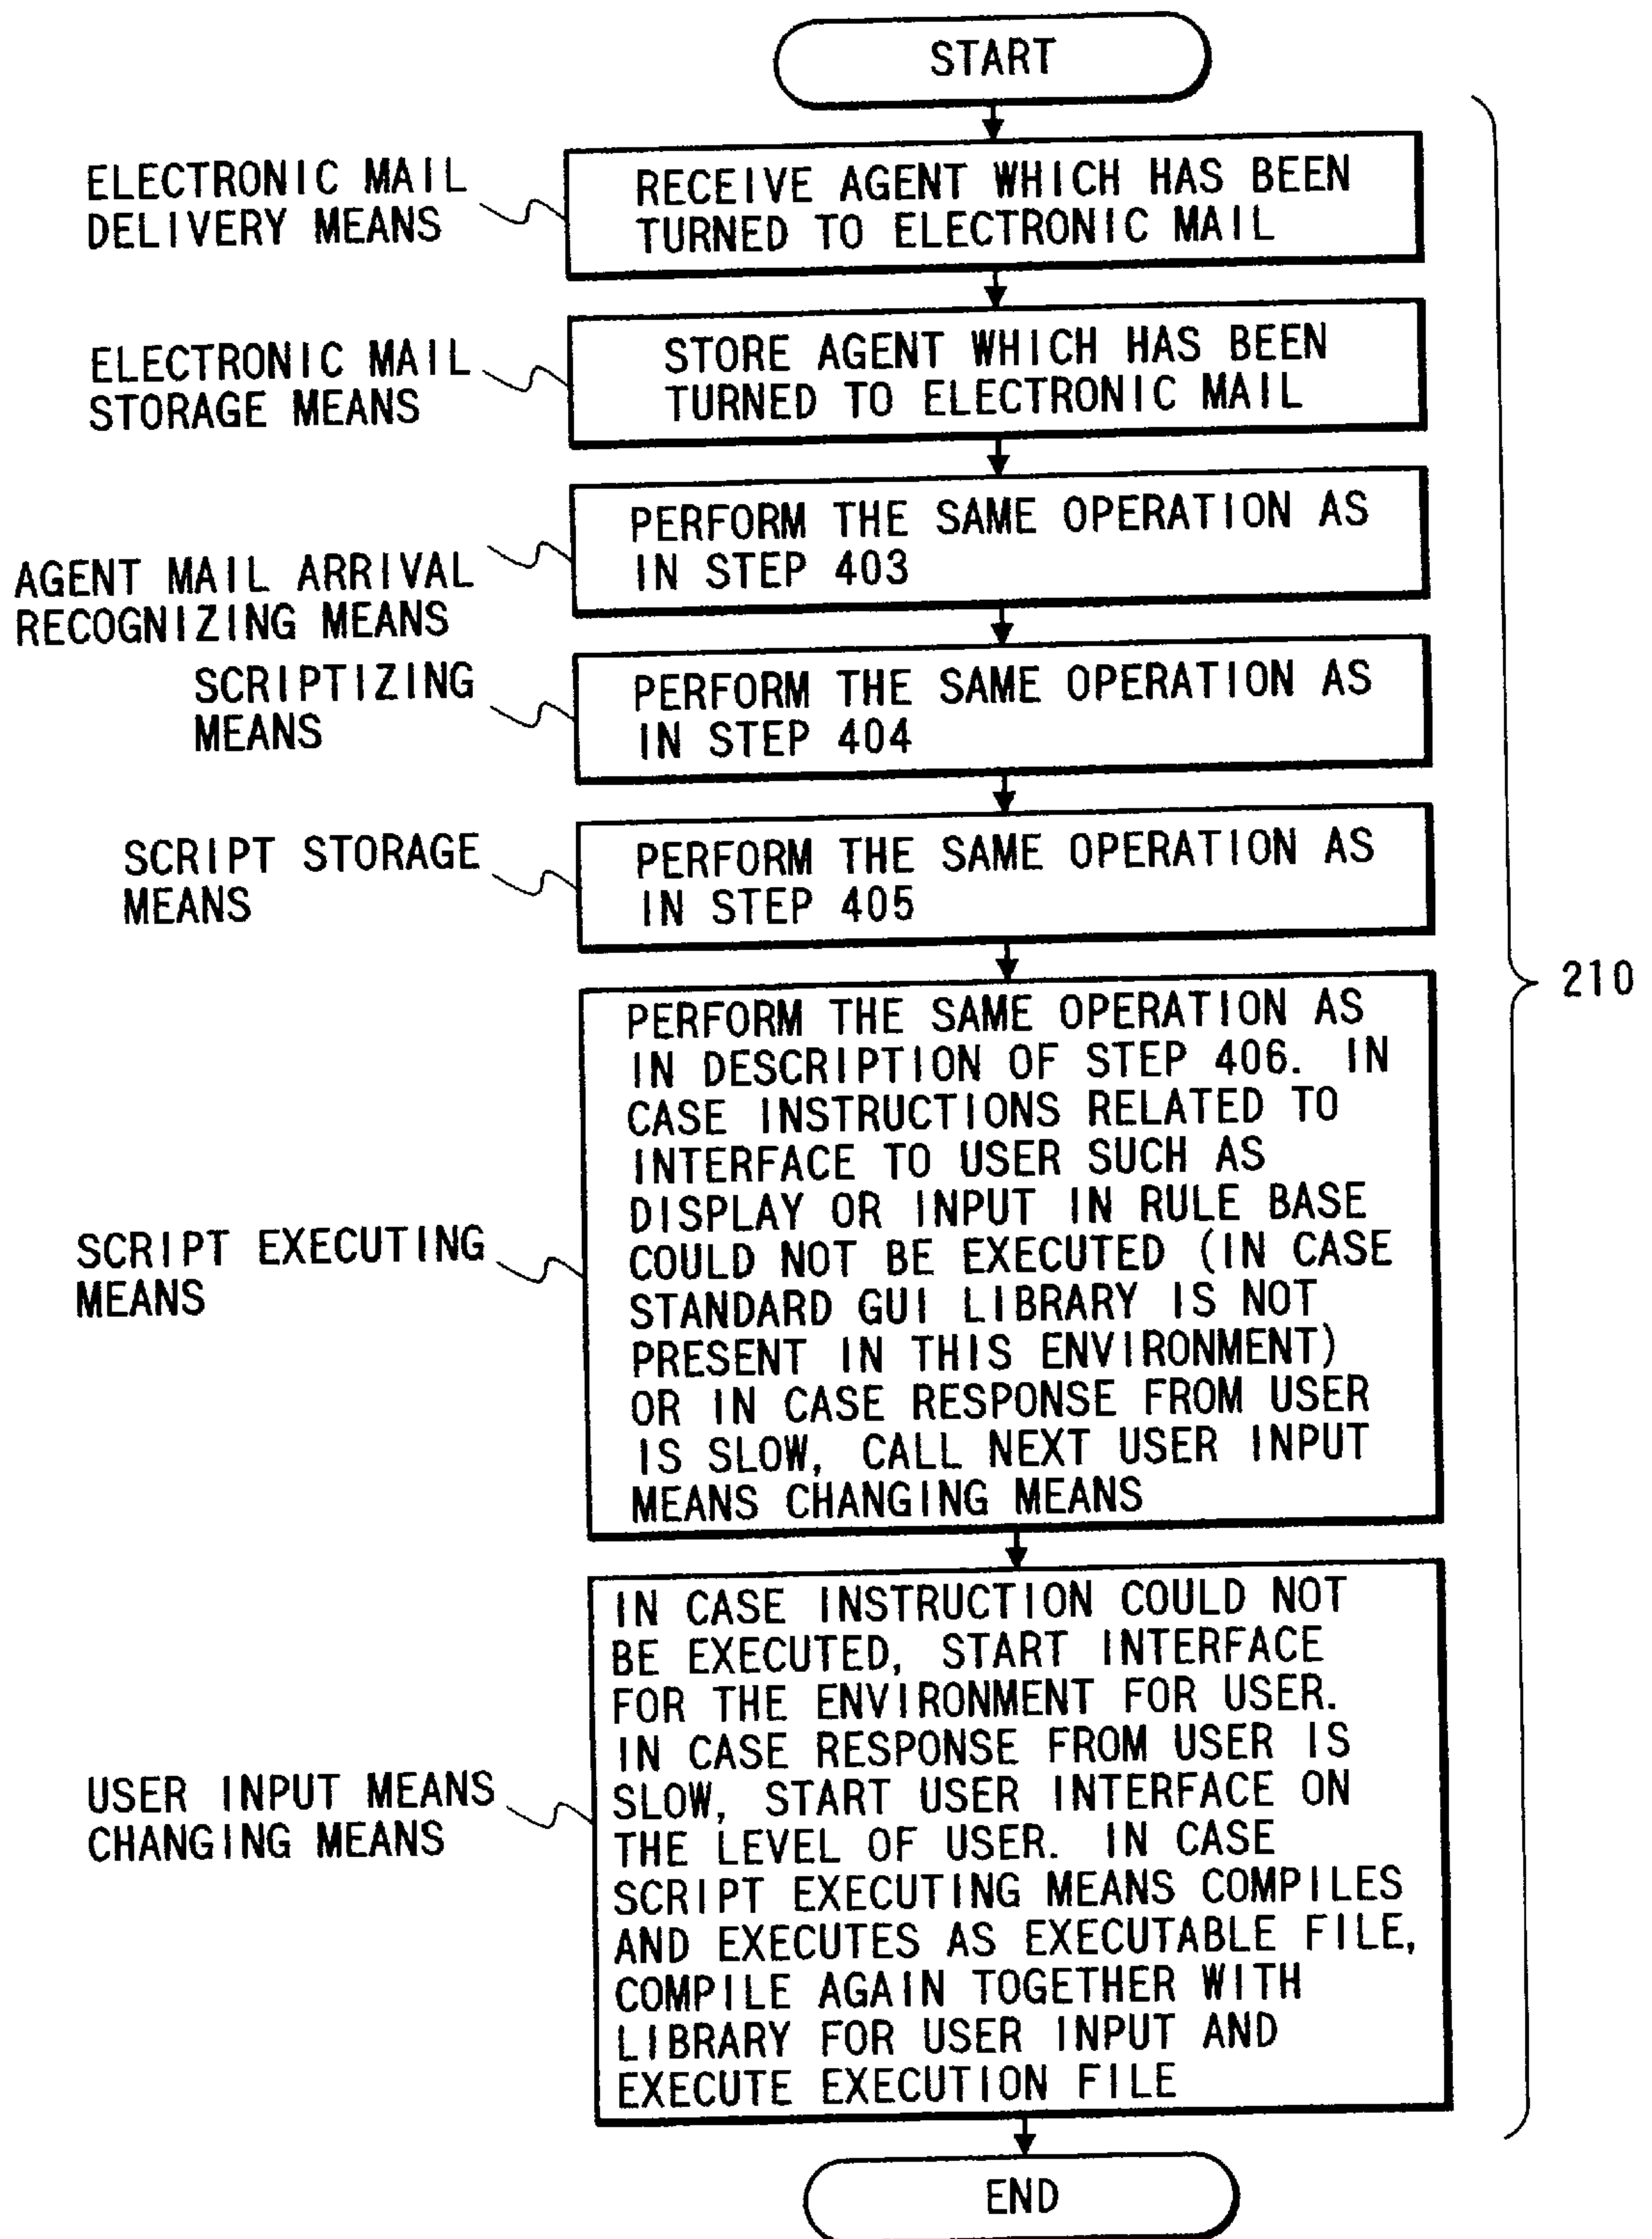 START
ELECTRONIC MAIL
DELIVERY MEANS
RECEIVE AGENT WHICH HAS BEEN
TURNED TO ELECTRONIC MAIL
ELECTRONIC MAIL
STORAGE MEANS
STORE AGENT WHICH HAS BEEN
TURNED TO ELECTRONIC MAIL
AGENT MAIL ARRIVAL
RECOGNIZING MEANS
PERFORM THE SAME OPERATION AS
IN STEP 403
SCRIPTIZING
MEANS
PERFORM THE SAME OPERATION AS
IN STEP 404
SCRIPT STORAGE
MEANS
PERFORM THE SAME OPERATION AS
IN STEP 405
SCRIPT EXECUTING
MEANS
PERFORM THE SAME OPERATION AS
IN DESCRIPTION OF STEP 406. IN
CASE INSTRUCTIONS RELATED TO
INTERFACE TO USER SUCH AS
DISPLAY OR INPUT IN RULE BASE
COULD NOT BE EXECUTED (IN CASE
STANDARD GUI LIBRARY IS NOT
PRESENT IN THIS ENVIRONMENT)
OR IN CASE RESPONSE FROM USER
IS SLOW, CALL NEXT USER INPUT
MEANS CHANGING MEANS
210
USER INPUT MEANS
CHANGING MEANS
IN CASE INSTRUCTION COULD NOT
BE EXECUTED, START INTERFACE
FOR THE ENVIRONMENT FOR USER.
IN CASE RESPONSE FROM USER IS
SLOW, START USER INTERFACE ON
THE LEVEL OF USER. IN CASE
SCRIPT EXECUTING MEANS COMPILES
AND EXECUTES AS EXECUTABLE FILE,
COMPILE AGAIN TOGETHER WITH
LIBRARY FOR USER INPUT AND
EXECUTE EXECUTION FILE
END